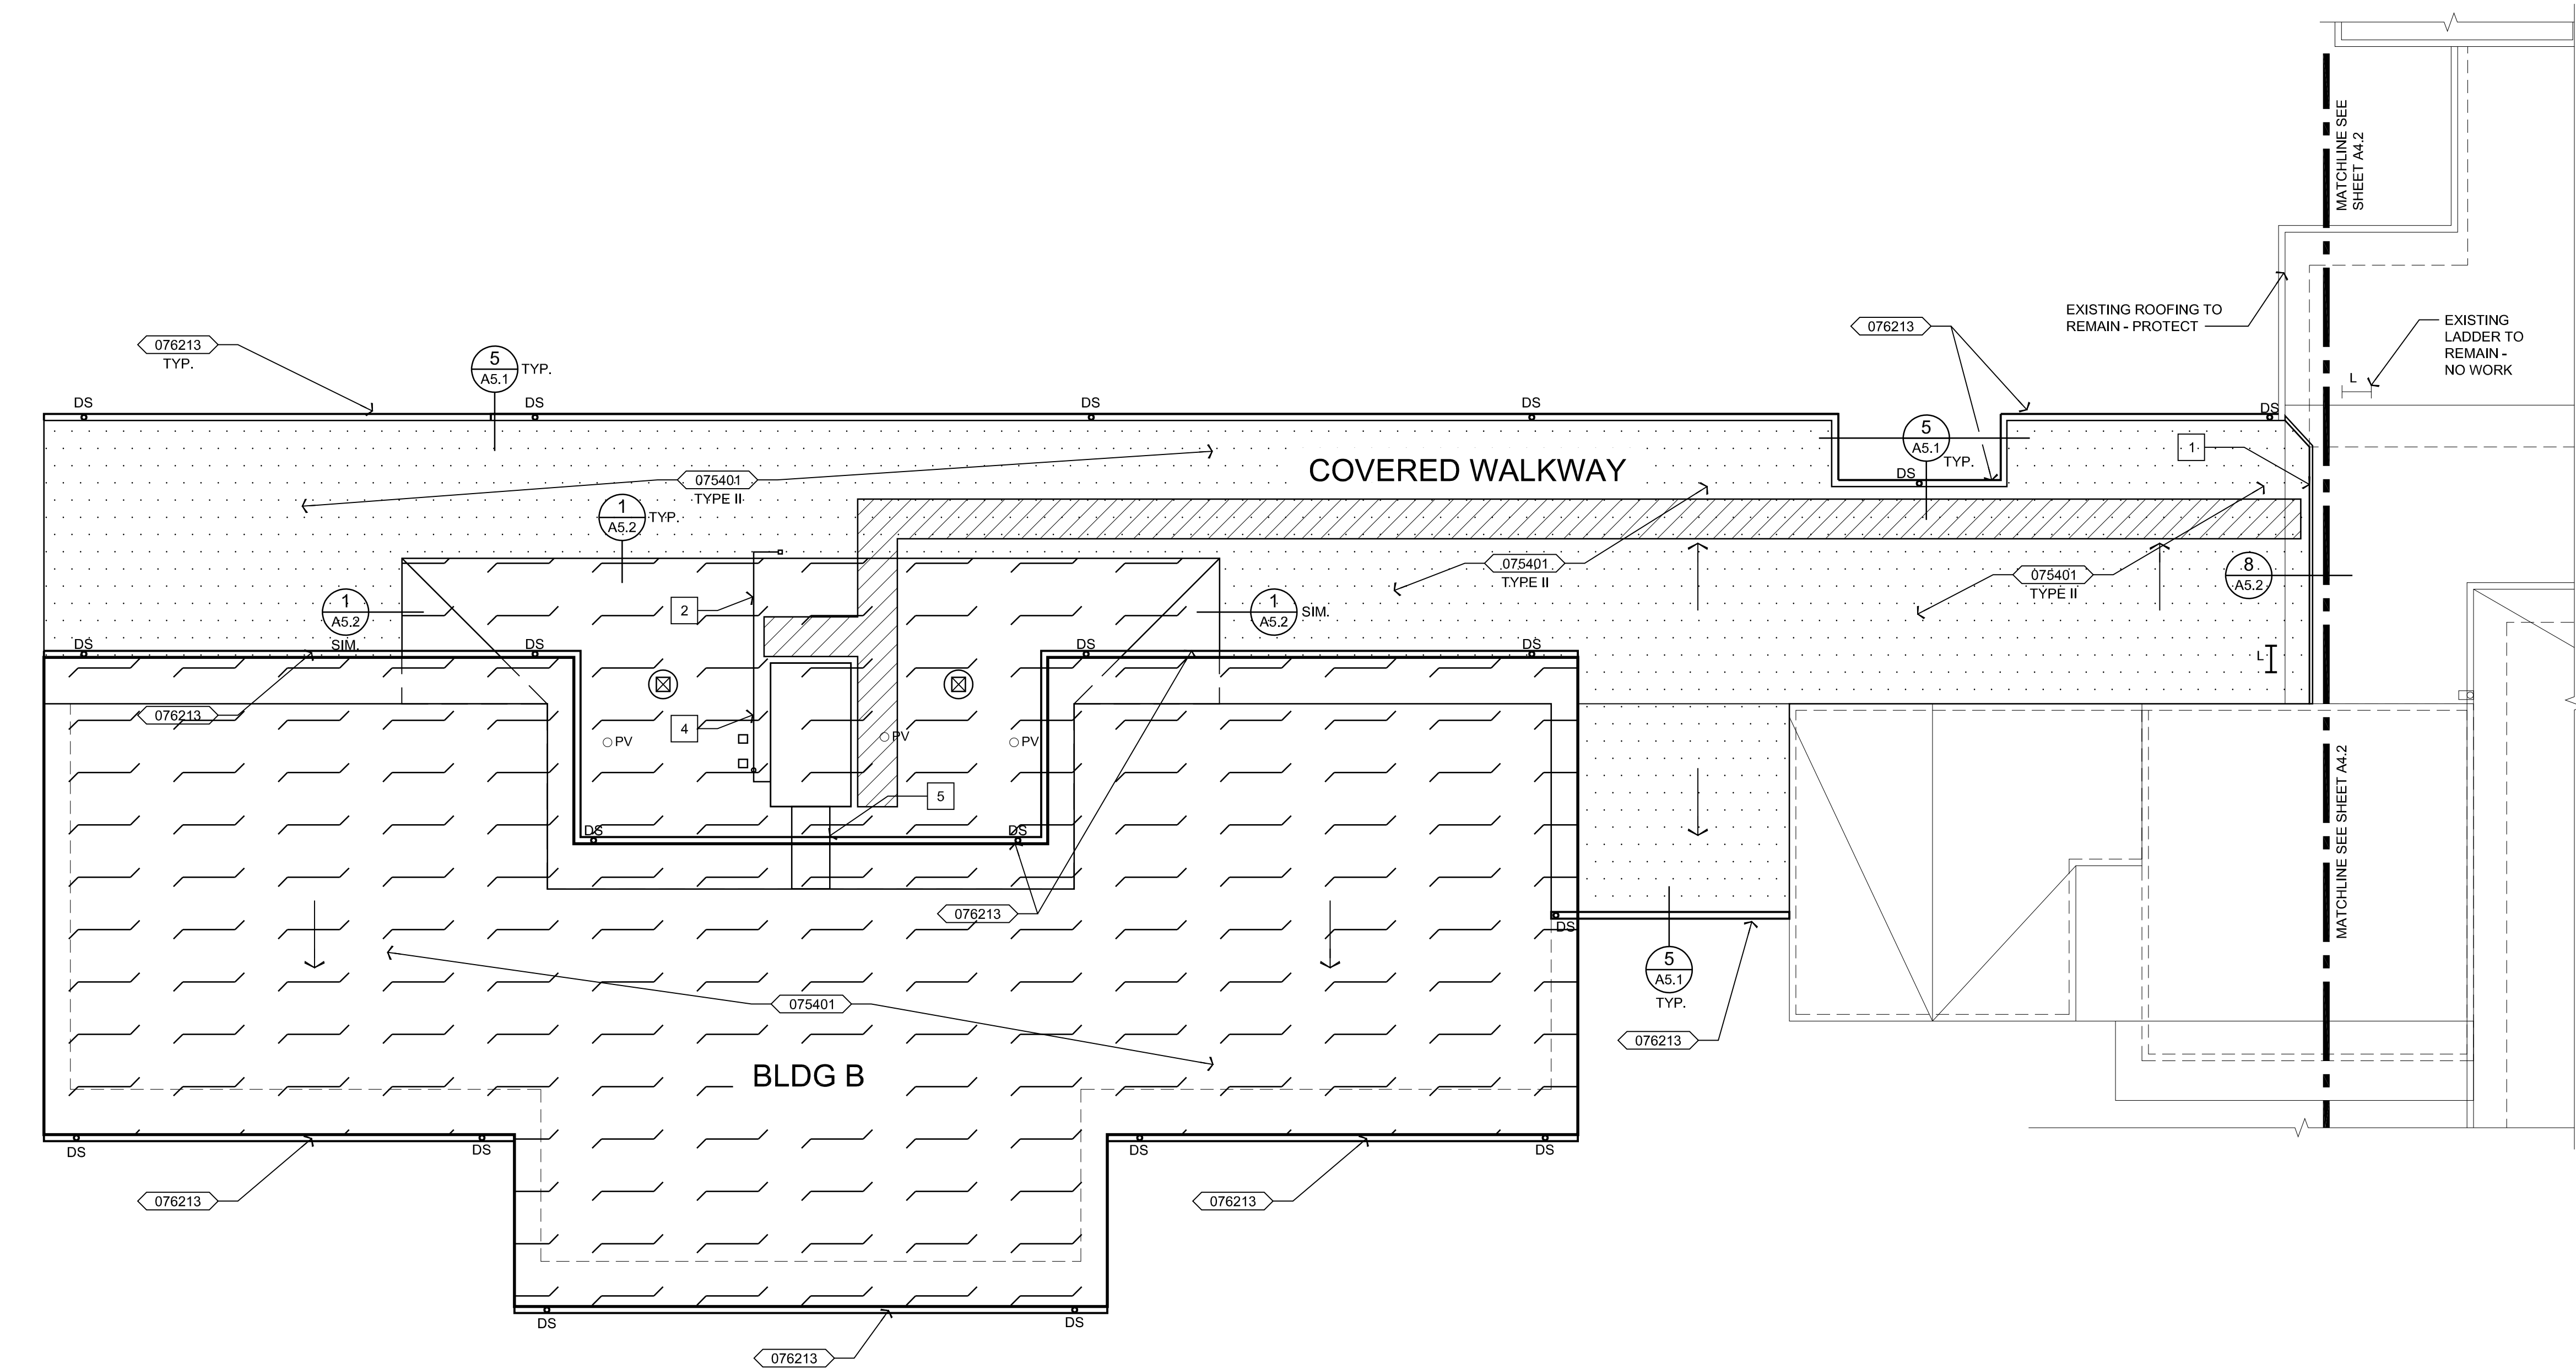 MATCHLINE SEE
SHEET A4.2
EXISTING ROOFING TO
REMAIN - PROTECT
EXISTING
LADDER TO
REMAIN -
NO WORK
L
076213
TYP.
5
A5.1
TYP.
076213
DS
DS
DS
DS
DS
5
A5.1
TYP.
DS
1
COVERED WALKWAY
075401
TYPE II
1
A5.2
TYP.
075401
TYPE II
075401
TYPE II
8
A5.2
1
A5.2
SIM.
2
1
A5.2
SIM.
DS
DS
DS
DS
L
076213
4
PV
PV
PV
5
DS
DS
MATCHLINE SEE SHEET A4.2
076213
DS
5
A5.1
TYP.
075401
076213
BLDG B
DS
DS
DS
DS
076213
076213
DS
DS
076213